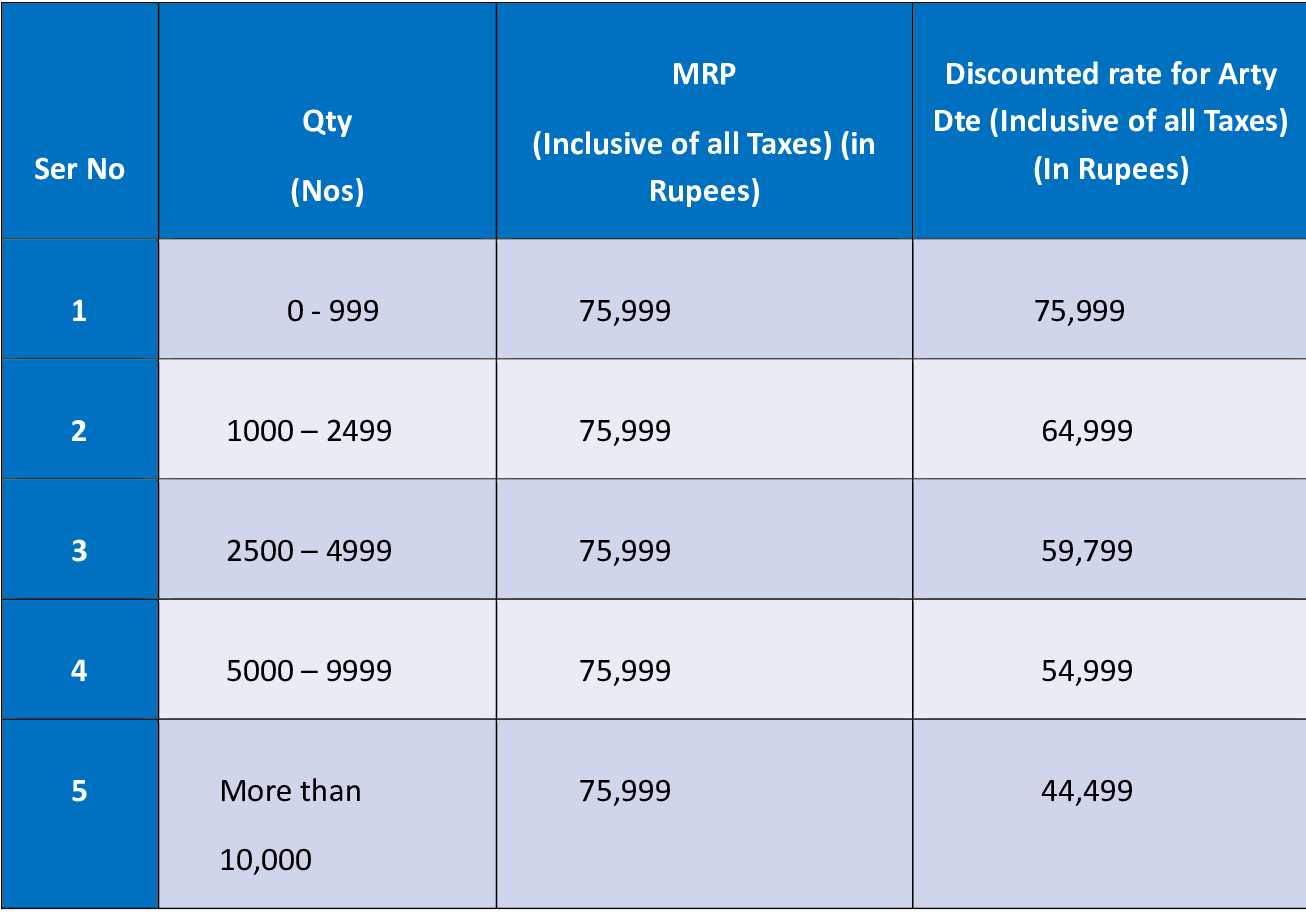 Ser No
Qty
(Nos)
MRP
(Inclusive of all Taxes) (in
Rupees)
Discounted rate for Arty
Dte (Inclusive of all Taxes)
(In Rupees)
1
0 - 999
75,999
75,999
2
1000 – 2499
75,999
64,999
3
2500 – 4999
75,999
59,799
4
5000 – 9999
75,999
54,999
5
More than
10,000
75,999
44,499